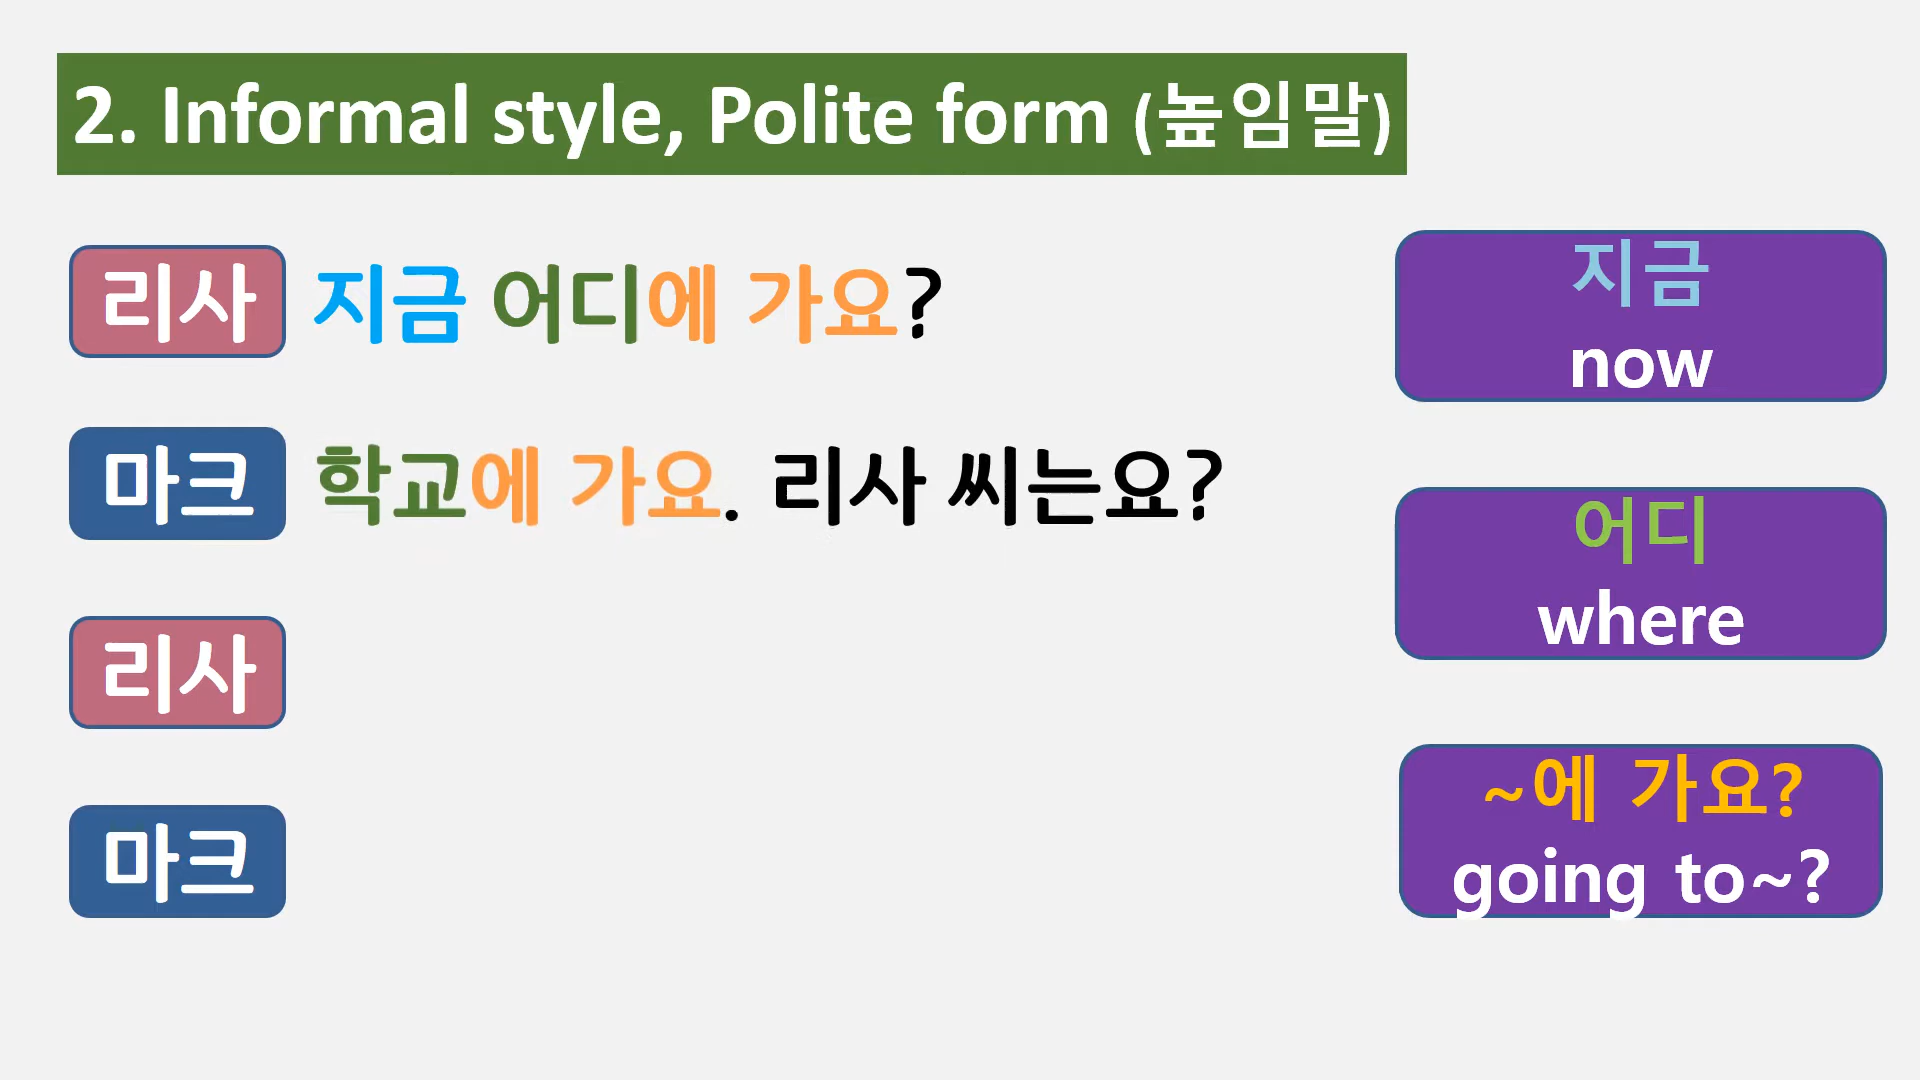 2. Informal style, Polite form (높임말)
리사 지금 어디에 가요?
마크 학교에 가요. 리사 씨는요?
리사
마크
지금
now
어디
where
~에 가요?
going to~?